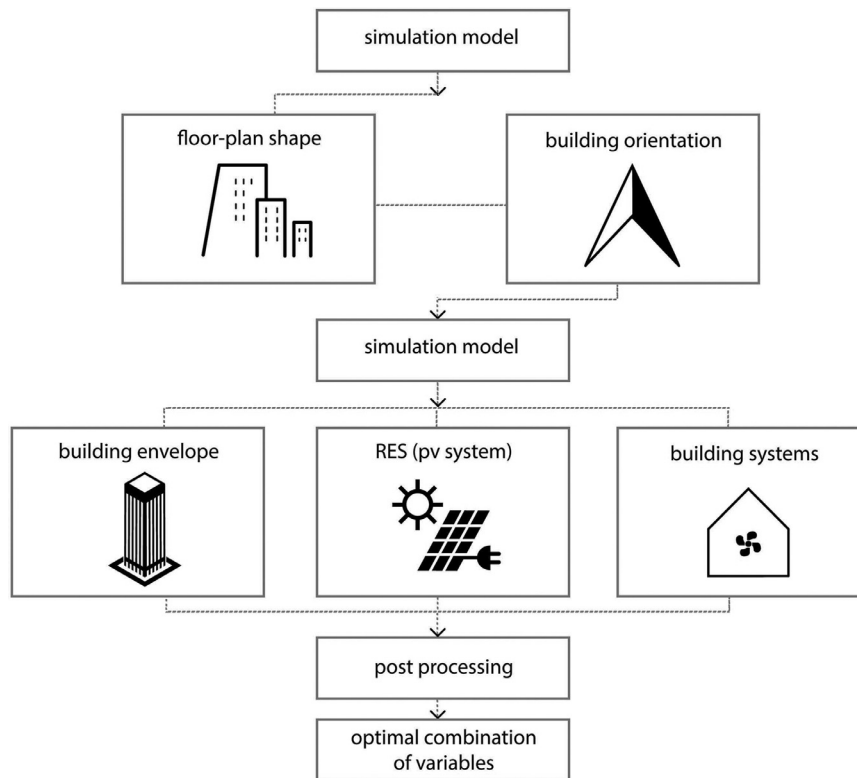 simulation model
floor-plan shape
building orientation
simulation model
building envelope
RES (pv system)
building systems
post processing
optimal combination
of variables